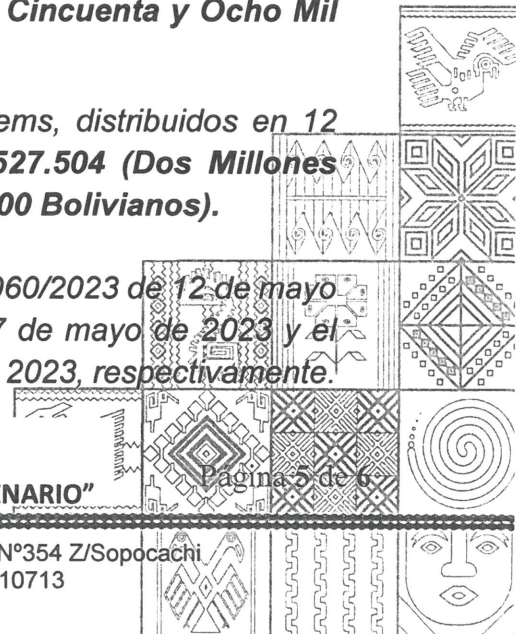 Cincuenta y Ocho Mil
ems, distribuidos en 12
527.504 (Dos Millones
00 Bolivianos).
060/2023 de 12 de mayo
7 de mayo de 2023 y el
2023, respectivamente.
Página 5 de 6
ENARIO”
Nº354 Z/Sopocachi
10713